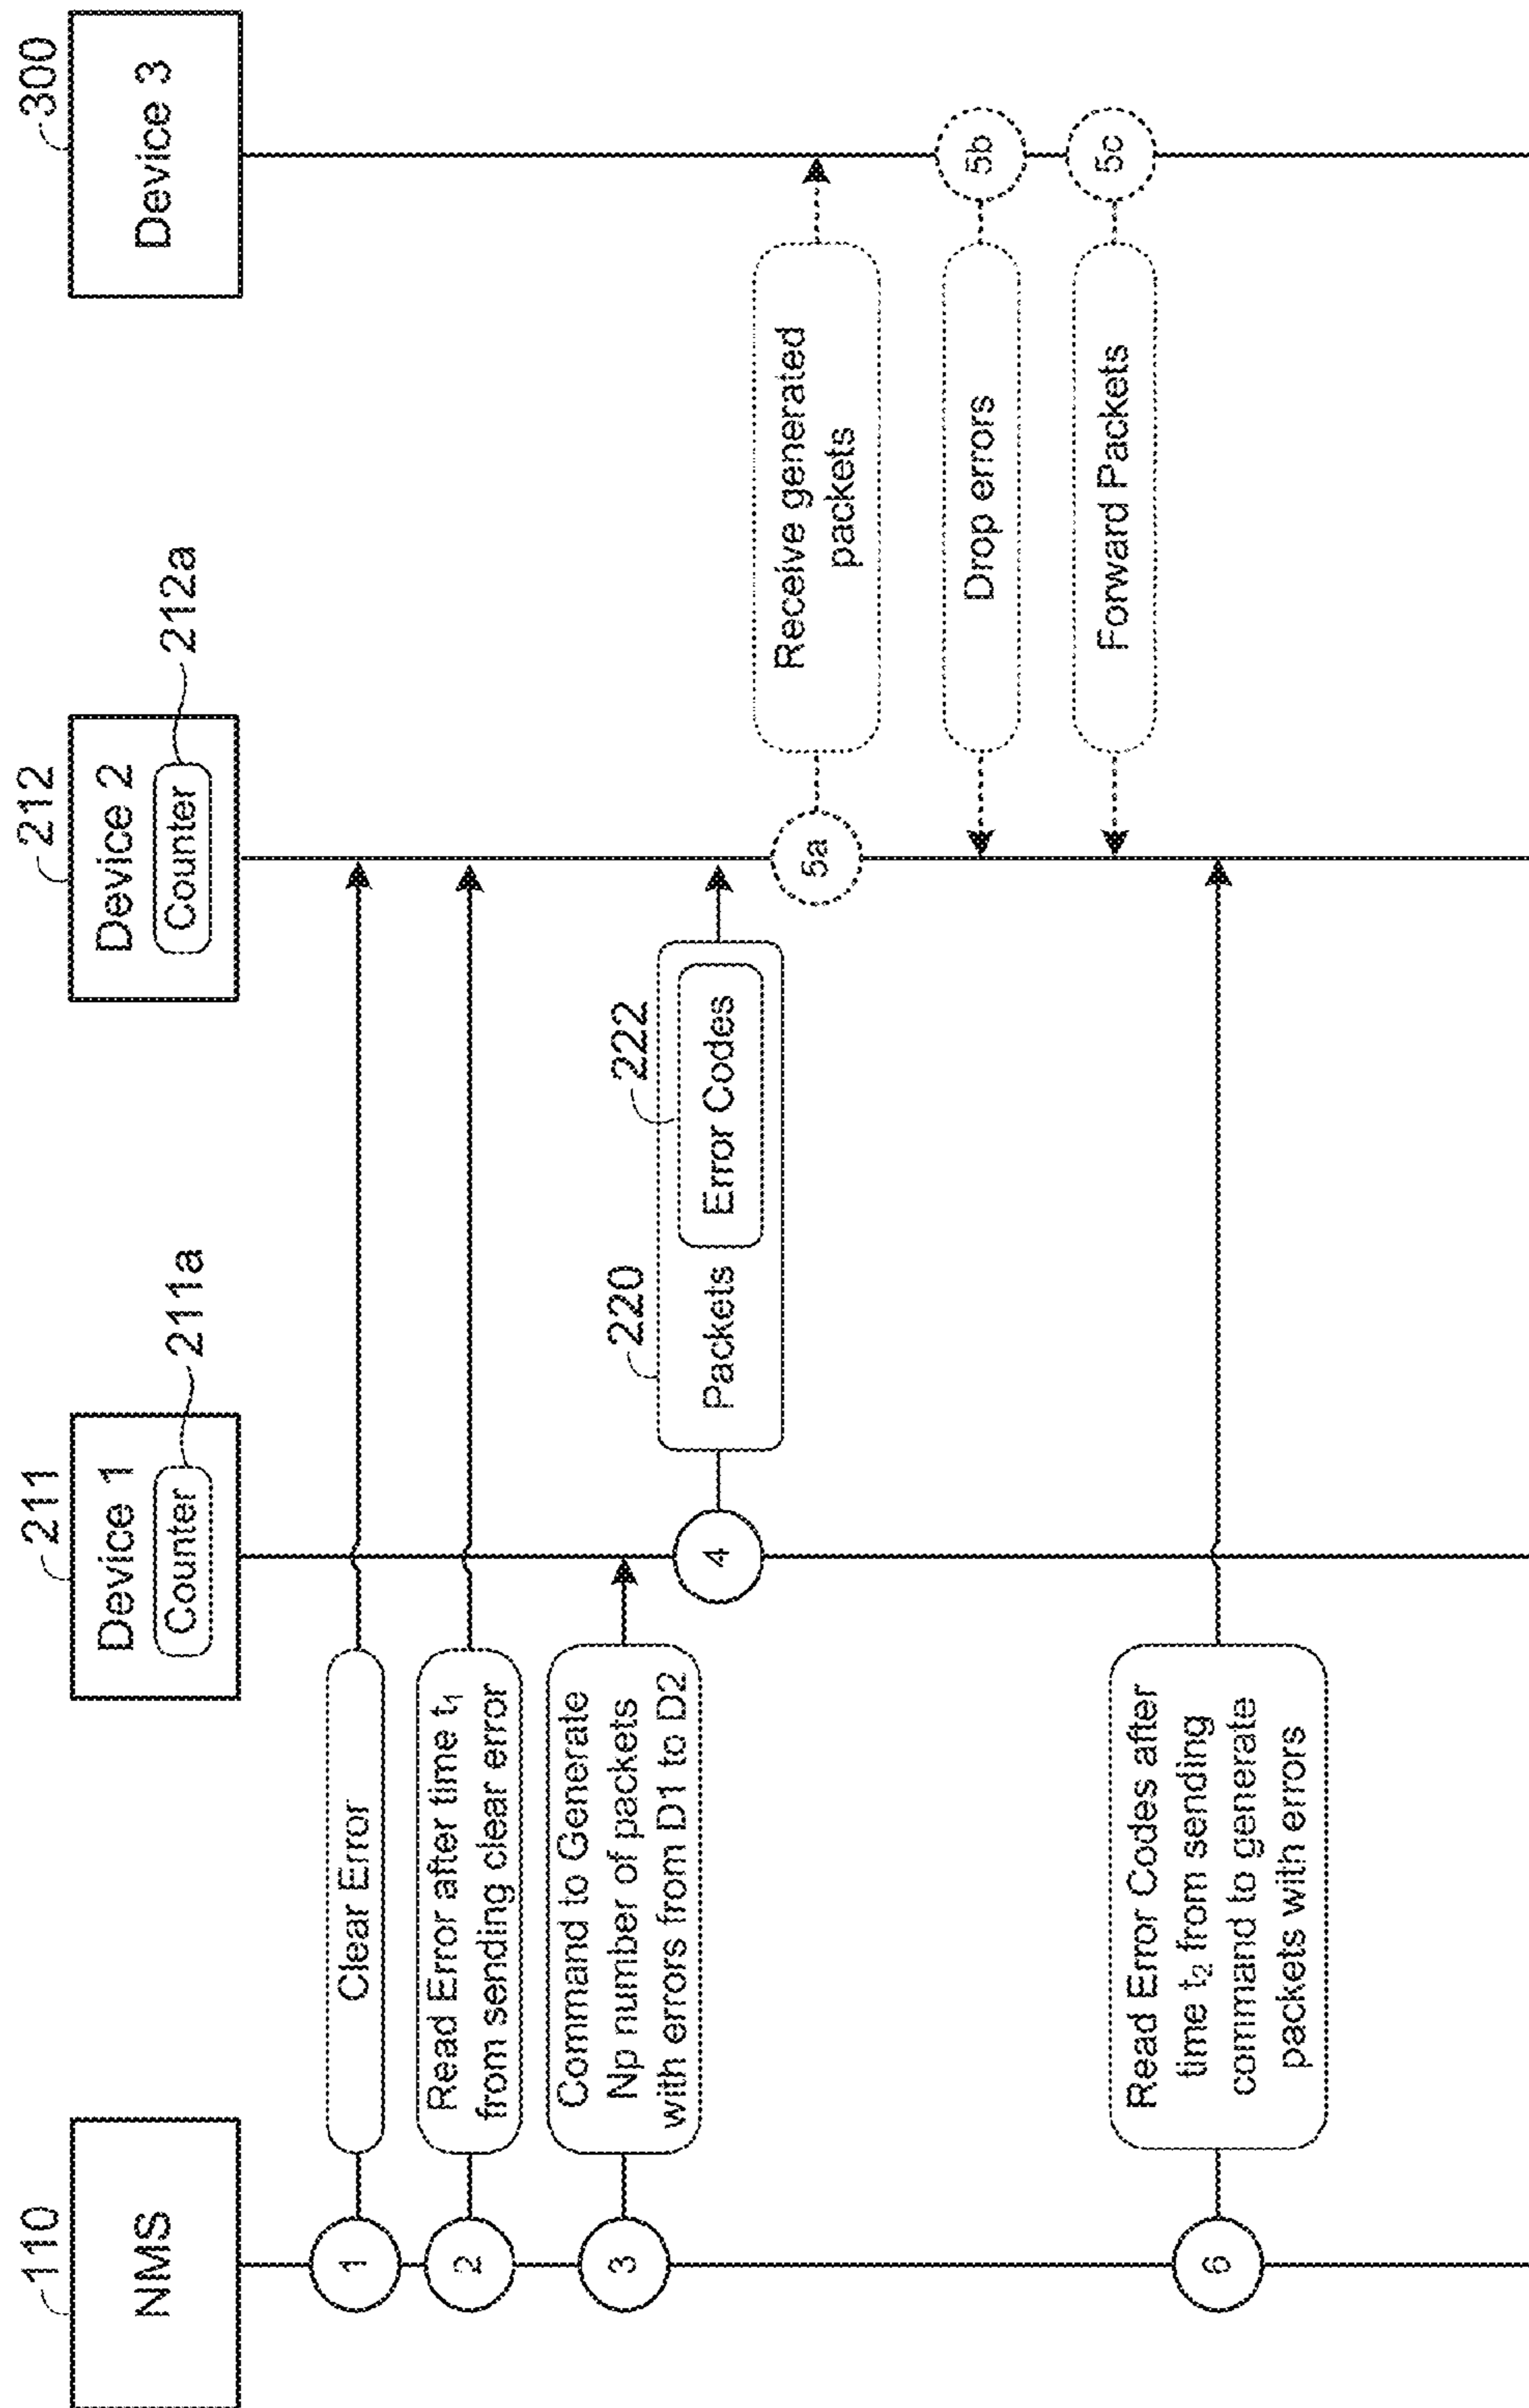 110
NMS
211
Device 1
Counter
211a
212
Device 2
Counter
212a
300
Device 3
1
Clear Error
2
Read Error after time t₁
from sending clear error
3
Command to Generate
Np number of packets
with errors from D1 to D2
4
220
Packets
222
Error Codes
5a
Receive generated
packets
Drop errors
5b
Forward Packets
5c
6
Read Error Codes after
time t₂ from sending
command to generate
packets with errors